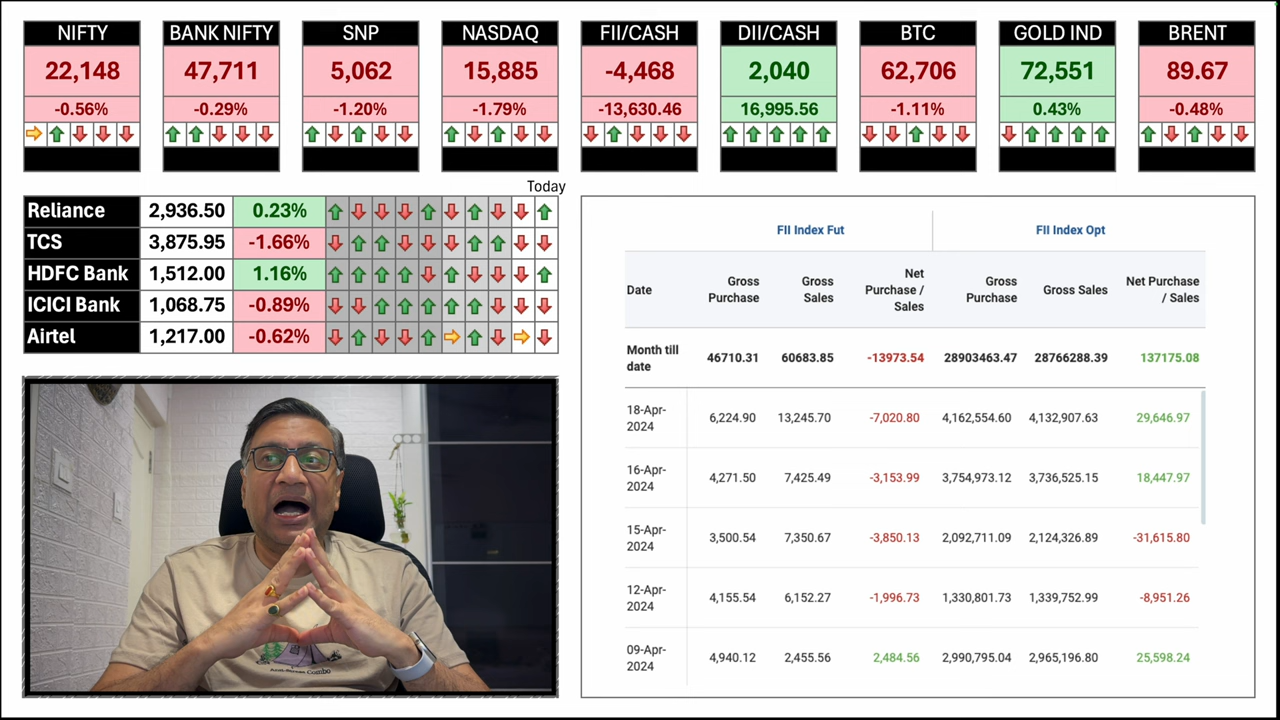 NIFTY BANK NIFTY SNP NASDAQ FII/CASH DII/CASH BTC GOLD IND BRENT
22,148 47,711 5,062 15,885 -4,468 2,040 62,706 72,551 89.67
-0.56% -0.29% -1.20% -1.79% -13,630.46 16,995.56 -1.11% 0.43% -0.48%
Today
Reliance 2,936.50 0.23%
TCS 3,875.95 -1.66%
HDFC Bank 1,512.00 1.16%
ICICI Bank 1,068.75 -0.89%
Airtel 1,217.00 -0.62%
FII Index Fut FII Index Opt
Date Gross Purchase Gross Sales Net Purchase / Sales Gross Purchase Gross Sales Net Purchase / Sales
Month till date 46710.31 60683.85 -13973.54 28903463.47 28766288.39 137175.08
18-Apr-2024 6,224.90 13,245.70 -7,020.80 4,162,554.60 4,132,907.63 29,646.97
16-Apr-2024 4,271.50 7,425.49 -3,153.99 3,754,973.12 3,736,525.15 18,447.97
15-Apr-2024 3,500.54 7,350.67 -3,850.13 2,092,711.09 2,124,326.89 -31,615.80
12-Apr-2024 4,155.54 6,152.27 -1,996.73 1,330,801.73 1,339,752.99 -8,951.26
09-Apr-2024 4,940.12 2,455.56 2,484.56 2,990,795.04 2,965,196.80 25,598.24
Combo